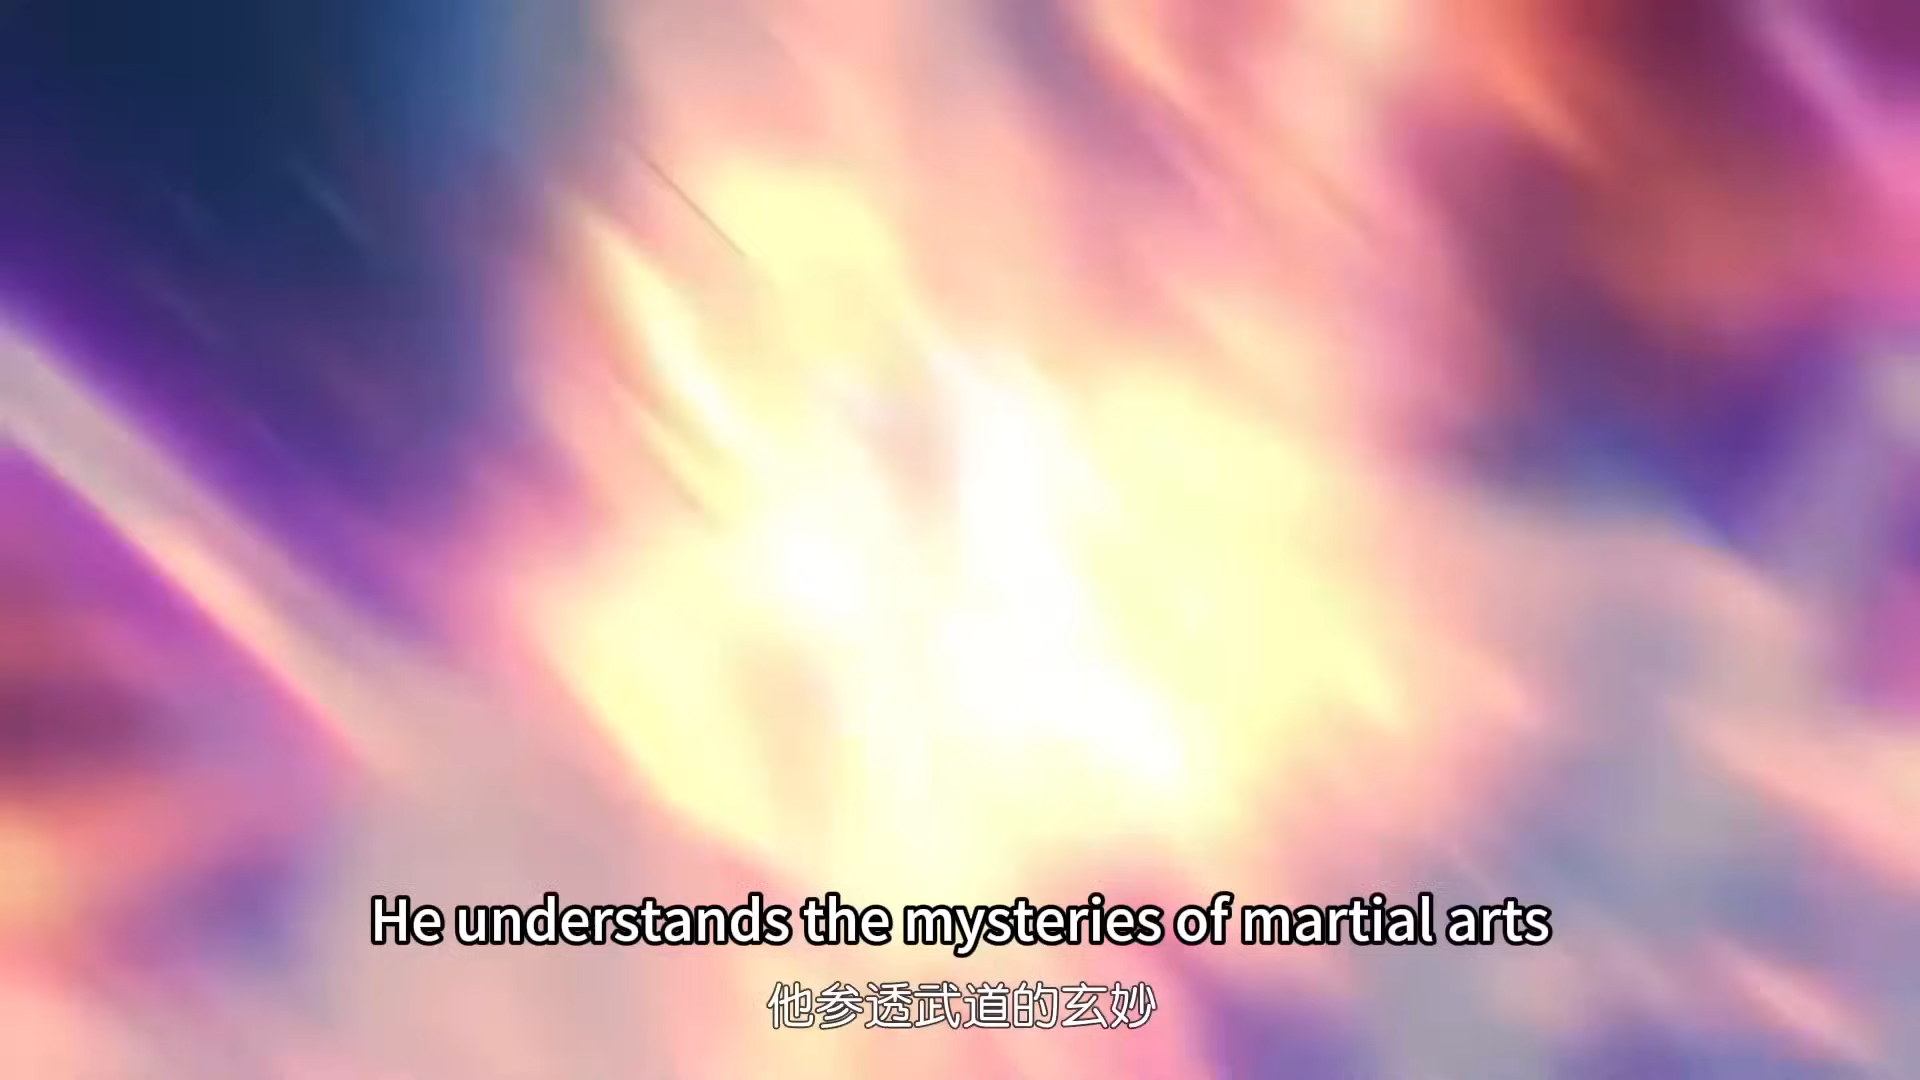 He understands the mysteries of martial arts
他参透武道的玄妙